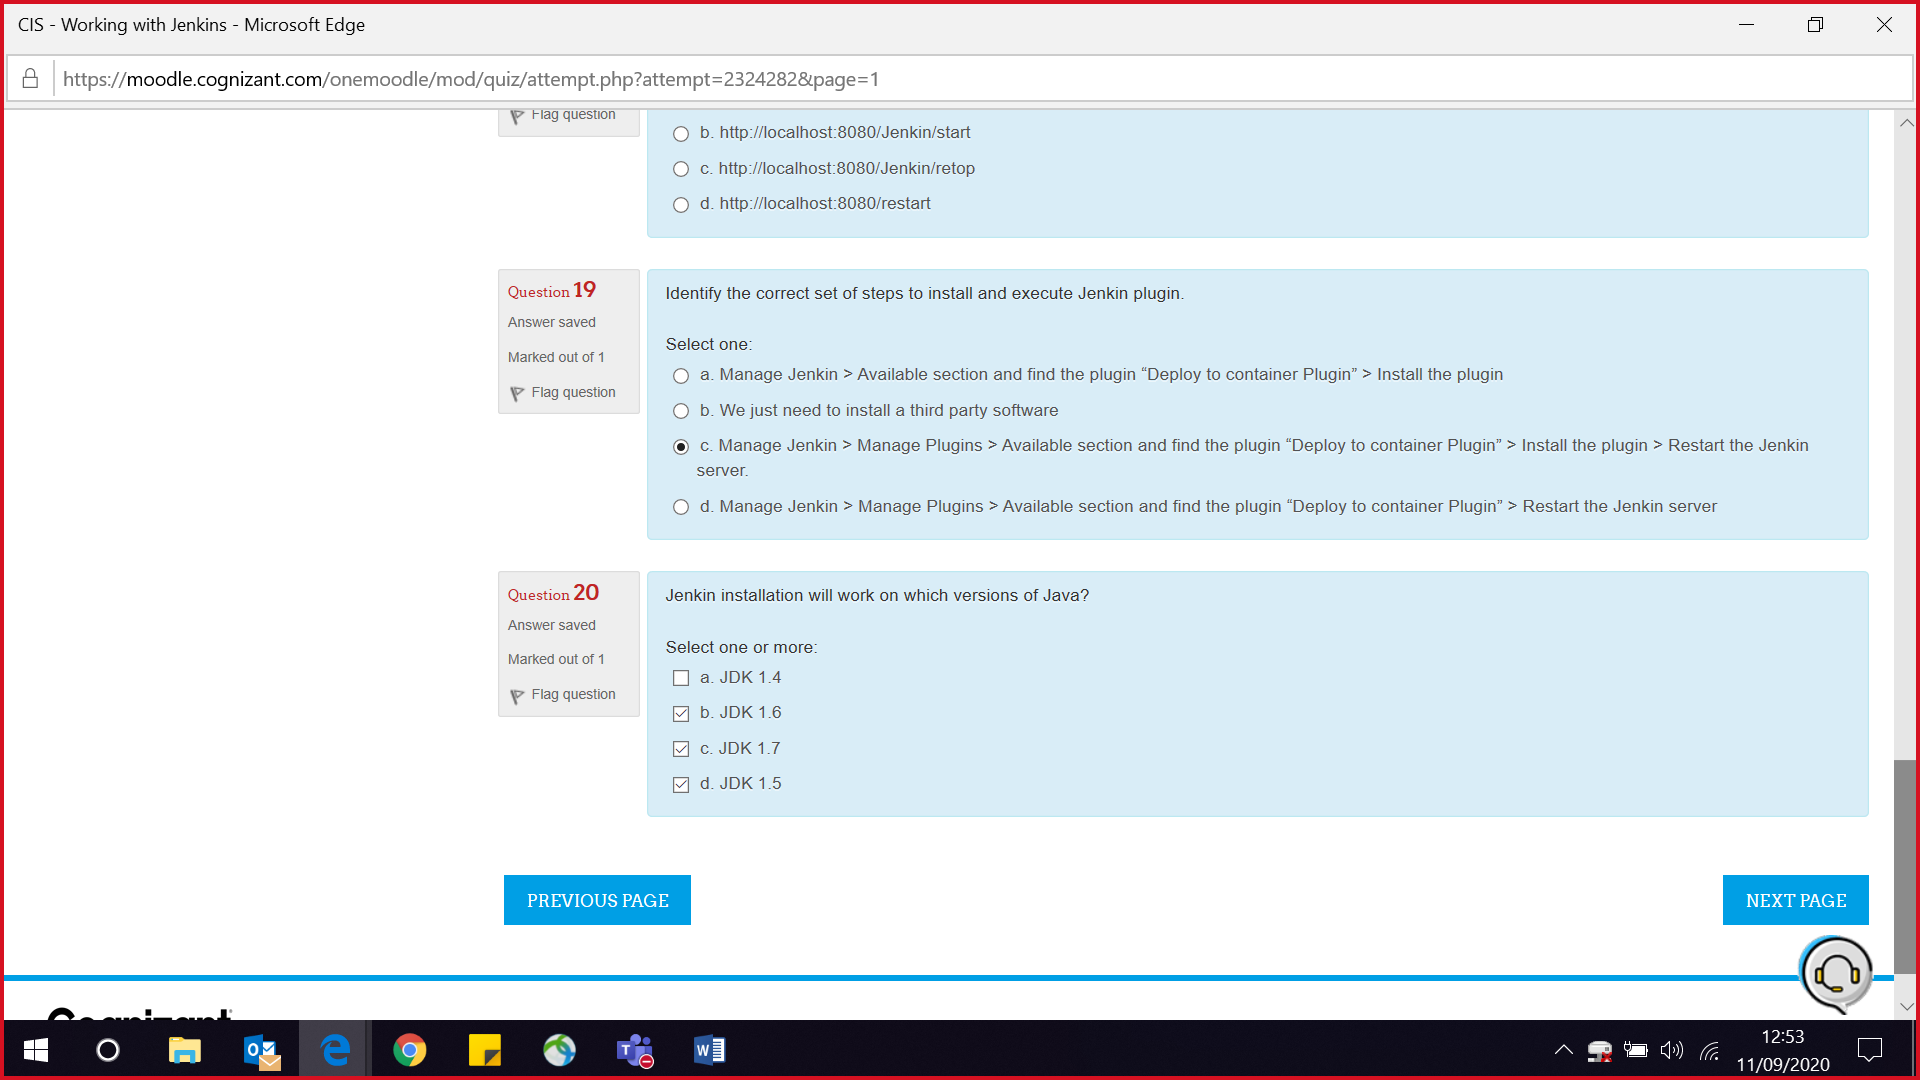 CIS - Working with Jenkins - Microsoft Edge
https://moodle.cognizant.com/onemoodle/mod/quiz/attempt.php?attempt=2324282&page=1
Flag question
b. http://localhost:8080/Jenkin/start
c. http://localhost:8080/Jenkin/retop
d. http://localhost:8080/restart
Question 19
Answer saved
Marked out of 1
Flag question
Identify the correct set of steps to install and execute Jenkin plugin.
Select one:
a. Manage Jenkin > Available section and find the plugin “Deploy to container Plugin” > Install the plugin
b. We just need to install a third party software
c. Manage Jenkin > Manage Plugins > Available section and find the plugin “Deploy to container Plugin” > Install the plugin > Restart the Jenkin
server.
d. Manage Jenkin > Manage Plugins > Available section and find the plugin “Deploy to container Plugin” > Restart the Jenkin server
Question 20
Answer saved
Marked out of 1
Flag question
Jenkin installation will work on which versions of Java?
Select one or more:
a. JDK 1.4
b. JDK 1.6
c. JDK 1.7
d. JDK 1.5
PREVIOUS PAGE
NEXT PAGE
Cognizant
12:53
11/09/2020